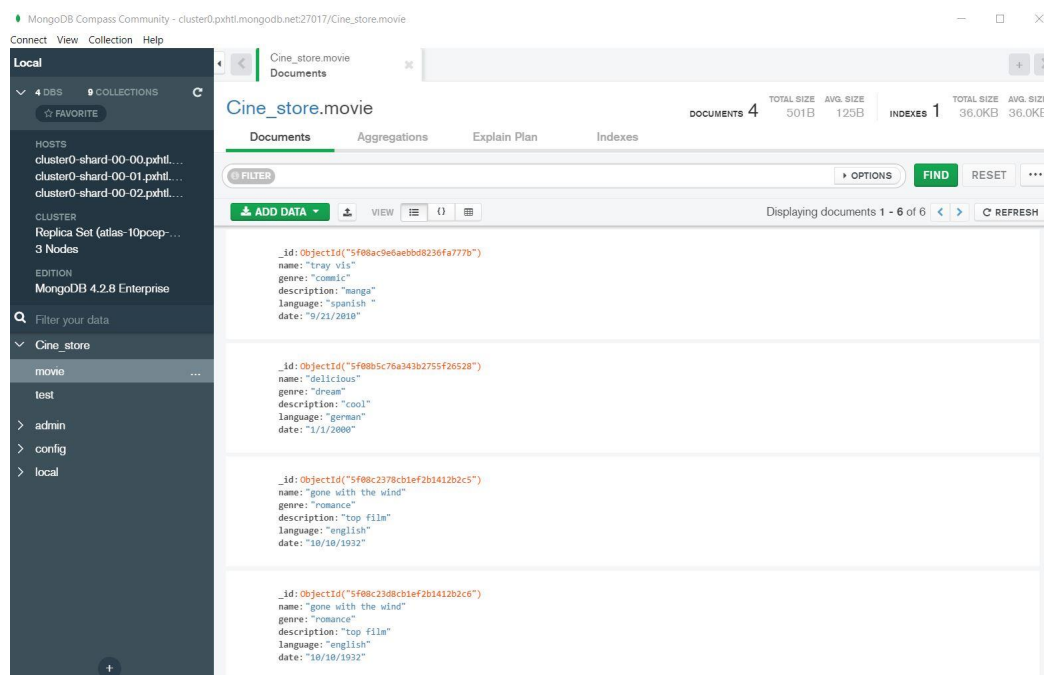 MongoDB Compass Community - cluster0.pxhtl.mongodb.net:27017/Cine_store.movie
Connect View Collection Help
Local
4 DBS 9 COLLECTIONS
☆ FAVORITE
HOSTS
cluster0-shard-00-00.pxhtl....
cluster0-shard-00-01.pxhtl....
cluster0-shard-00-02.pxhtl....
CLUSTER
Replica Set (atlas-10pcep-...
3 Nodes
EDITION
MongoDB 4.2.8 Enterprise
Filter your data
Cine_store
movie ...
test
admin
config
local
Cine_store.movie
Documents
Cine_store.movie
DOCUMENTS 4 TOTAL SIZE 501B AVG. SIZE 125B INDEXES 1 TOTAL SIZE 36.0KB AVG. SIZE 36.0KB
Documents Aggregations Explain Plan Indexes
FILTER OPTIONS FIND RESET ...
ADD DATA VIEW {} Displaying documents 1 - 6 of 6 < > REFRESH
_id:ObjectId("5f08ac9e6aebbd8236fa777b")
name:"tray vis"
genre:"commic"
description:"manga"
language:"spanish "
date:"9/21/2010"
_id:ObjectId("5f08b5c76a343b2755f26528")
name:"delicious"
genre:"dream"
description:"cool"
language:"german"
date:"1/1/2000"
_id:ObjectId("5f08c2378cb1ef2b1412b2c5")
name:"gone with the wind"
genre:"romance"
description:"top film"
language:"english"
date:"10/10/1932"
_id:ObjectId("5f08c23d8cb1ef2b1412b2c6")
name:"gone with the wind"
genre:"romance"
description:"top film"
language:"english"
date:"10/10/1932"